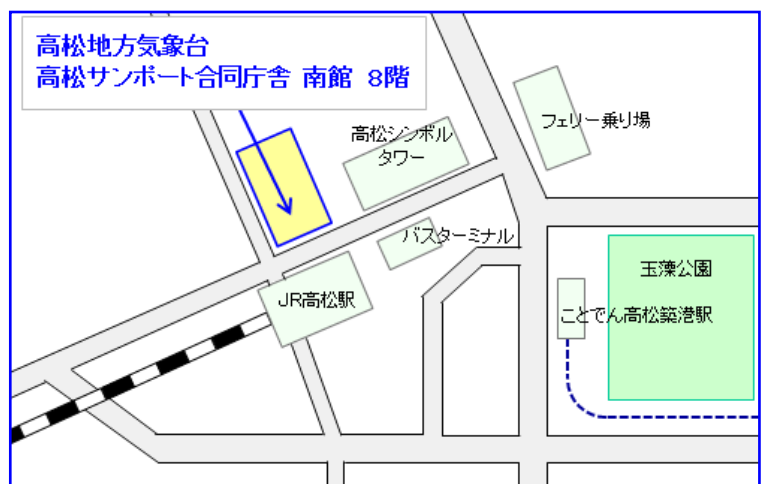 高松地方気象台
高松サンポート合同庁舎 南館 8階
高松シンボル
タワー
フェリー乗り場
バスターミナル
玉藻公園
JR高松駅
ことでん高松築港駅